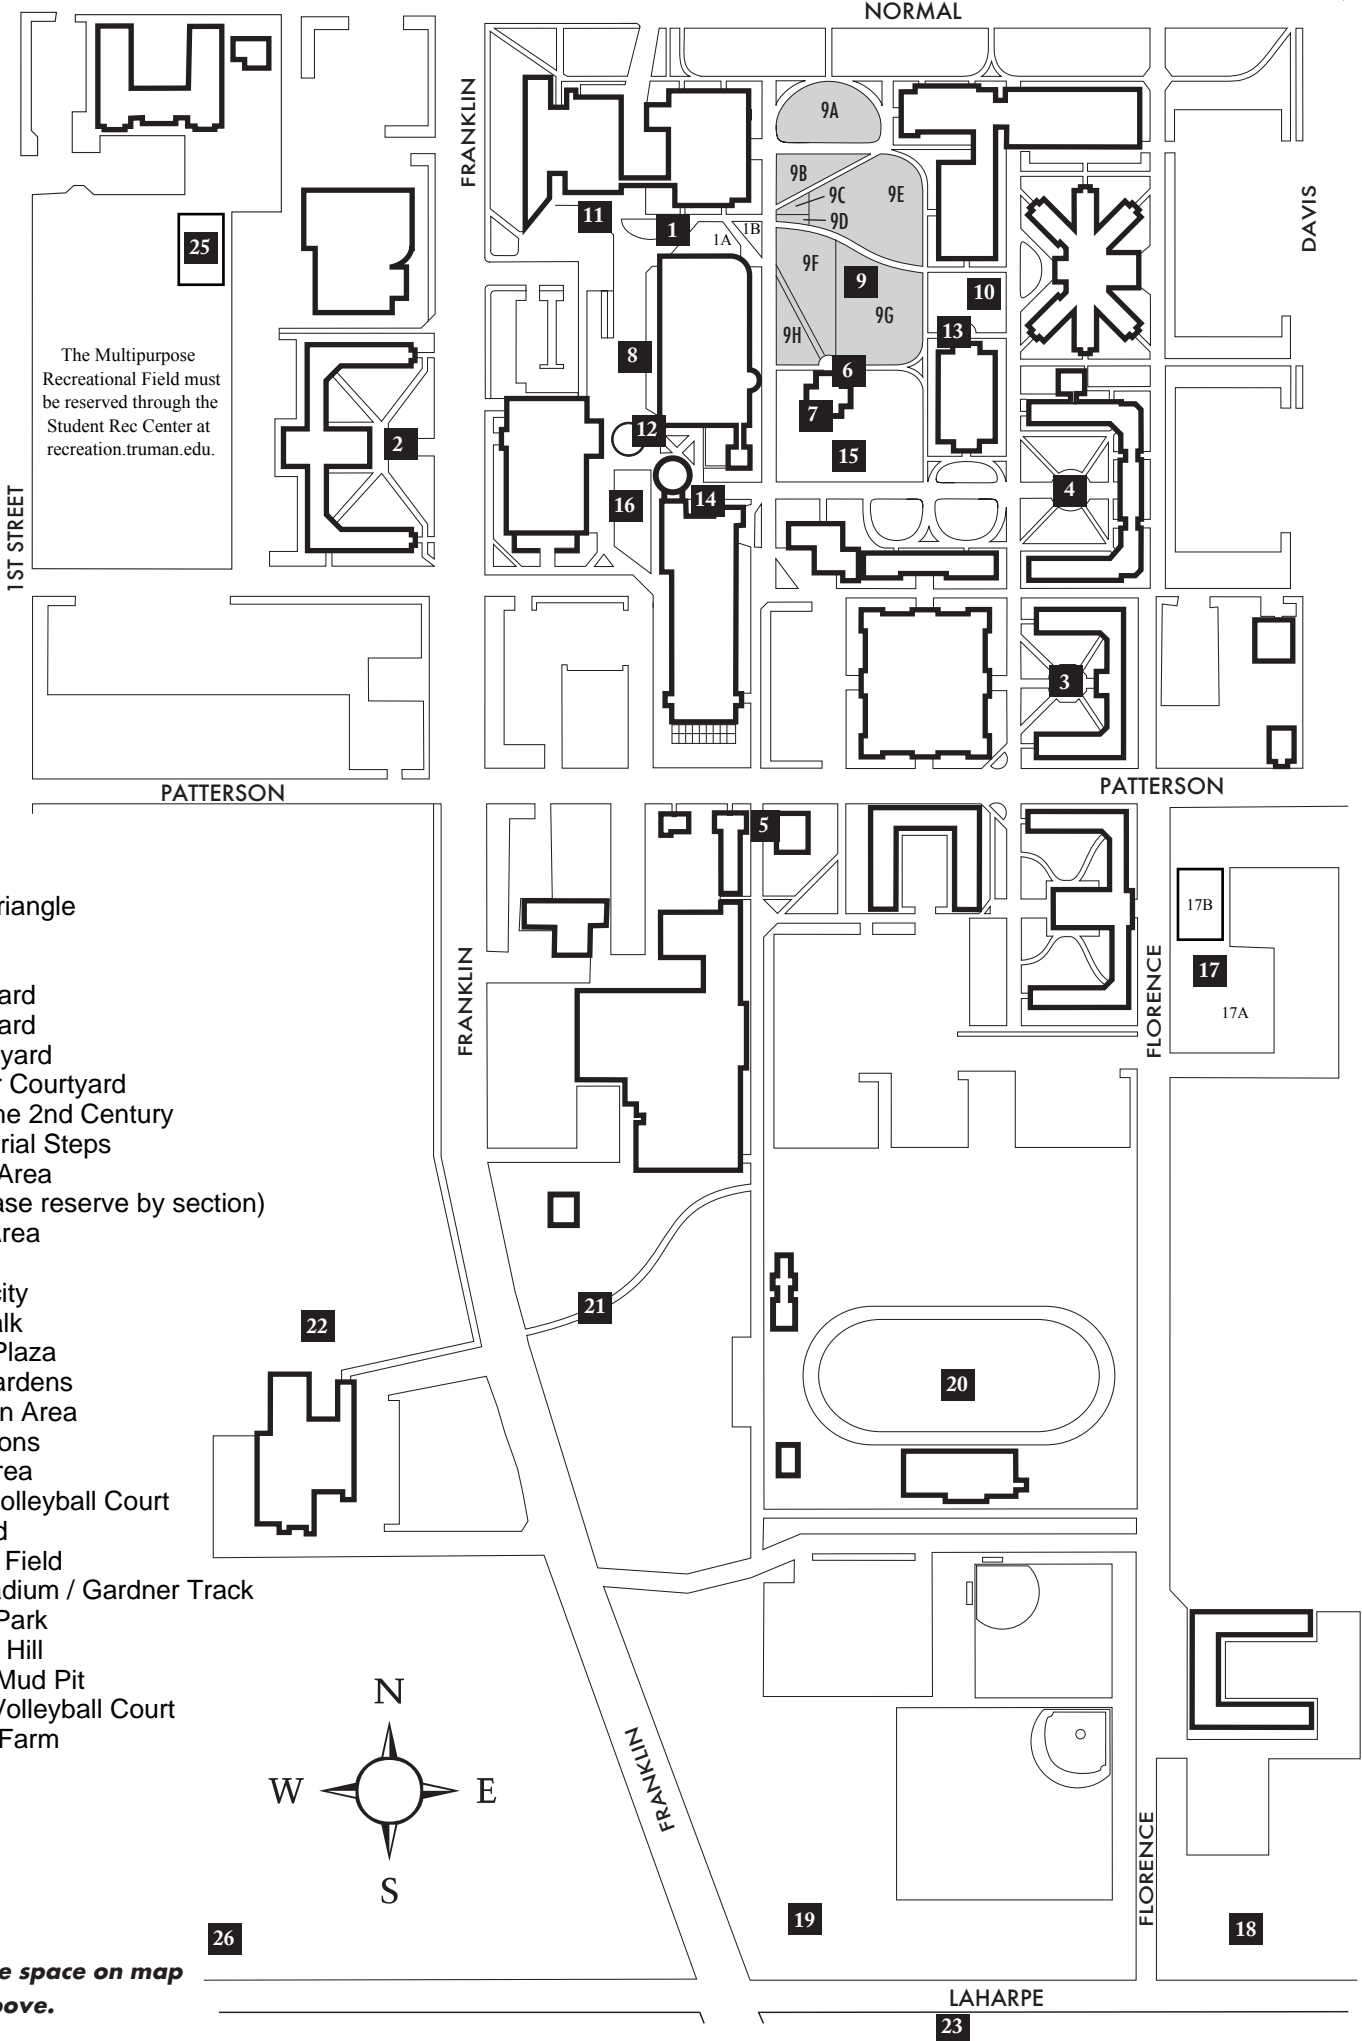 NORMAL
FRANKLIN
DAVIS
9A
9B
9C
9D
9E
11
1
1A
1B
25
9F
9
10
9G
13
9H
The Multipurpose
Recreational Field must
be reserved through the
Student Rec Center at
recreation.truman.edu.
8
6
7
12
2
15
4
14
16
1ST STREET
3
PATTERSON
PATTERSON
5
riangle
17B
FRANKLIN
FLORENCE
17
17A
ard
ard
yard
r Courtyard
ne 2nd Century
rial Steps
Area
ase reserve by section)
rea
city
alk
Plaza
ardens
n Area
ons
rea
olleyball Court
d
Field
adium / Gardner Track
Park
Hill
Mud Pit
Volleyball Court
Farm
22
21
20
N
W
E
S
FRANKLIN
FLORENCE
26
19
18
e space on map
bove.
LAHARPE
23